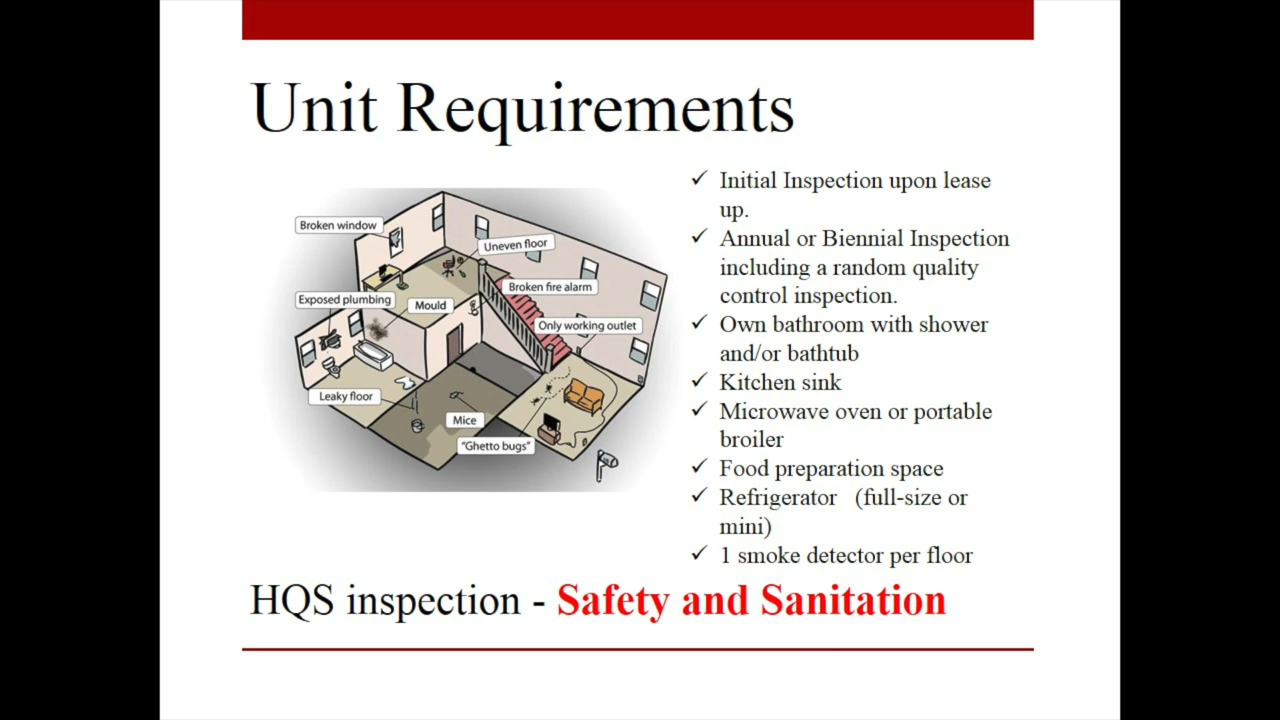 Unit Requirements
Broken window
Uneven floor
Broken fire alarm
Exposed plumbing
Mould
Only working outlet
Leaky floor
Mice
"Ghetto bugs"
✓ Initial Inspection upon lease
up.
✓ Annual or Biennial Inspection
including a random quality
control inspection.
✓ Own bathroom with shower
and/or bathtub
✓ Kitchen sink
✓ Microwave oven or portable
broiler
✓ Food preparation space
✓ Refrigerator (full-size or
mini)
✓ 1 smoke detector per floor
HQS inspection - Safety and Sanitation